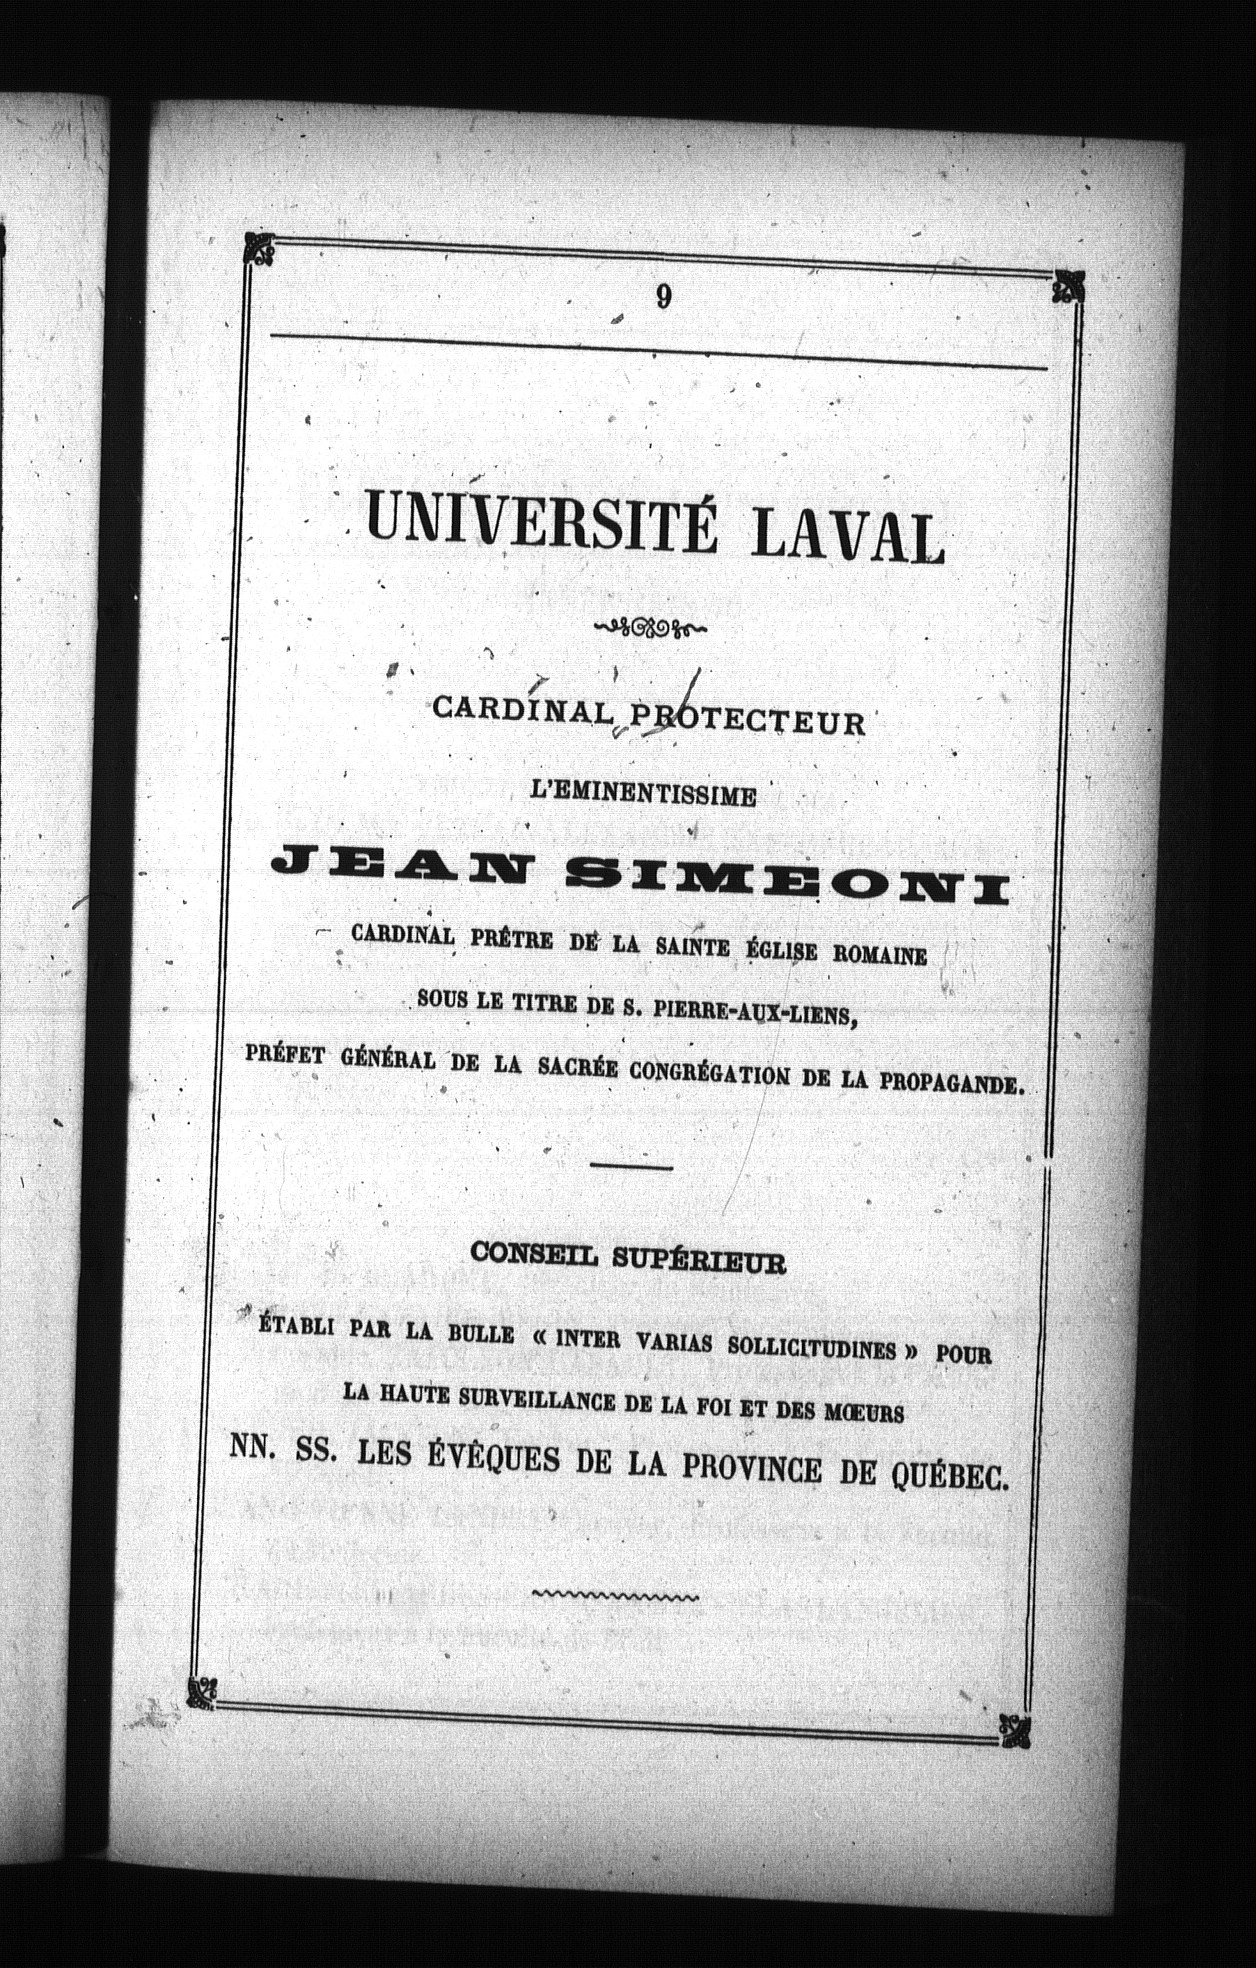 9
UNIVERSITÉ LAVAL
CARDINAL PROTECTEUR
L'EMINENTISSIME
JEAN SIMEONI
CARDINAL PRÊTRE DE LA SAINTE ÉGLISE ROMAINE
SOUS LE TITRE DE S. PIERRE-AUX-LIENS,
PRÉFET GÉNÉRAL DE LA SACRÉE CONGRÉGATION DE LA PROPAGANDE.
CONSEIL SUPÉRIEUR
ÉTABLI PAR LA BULLE « INTER VARIAS SOLLICITUDINES » POUR
LA HAUTE SURVEILLANCE DE LA FOI ET DES MŒURS
NN. SS. LES ÉVÊQUES DE LA PROVINCE DE QUÉBEC.